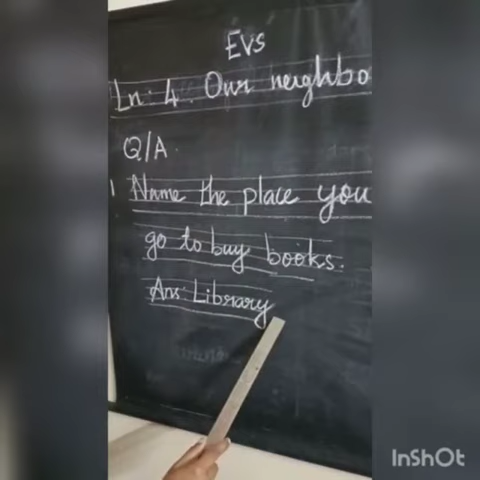 EVS
Ln: 4. Our neighbo
Q/A.
1 Name the place you
go to buy books.
Ans: Library
InShOt